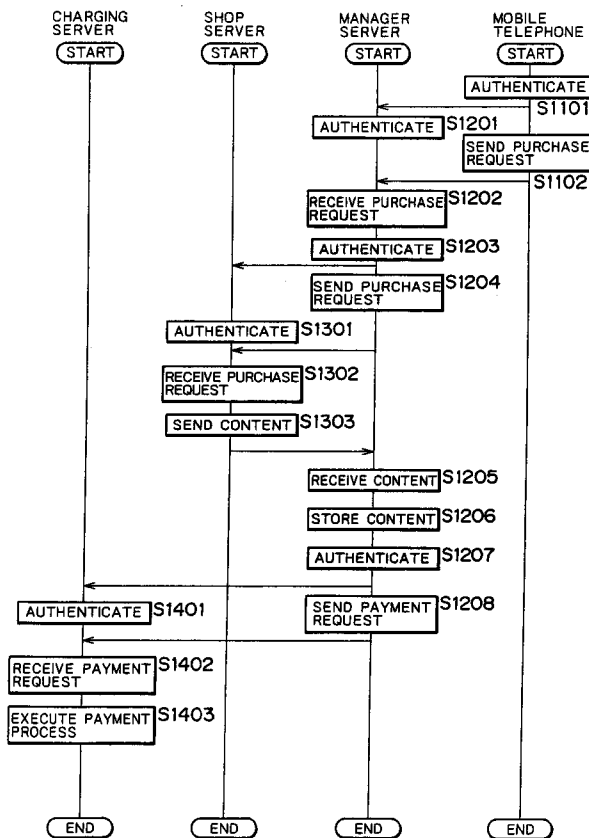 CHARGING
SERVER
SHOP
SERVER
MANAGER
SERVER
MOBILE
TELEPHONE
START
START
START
START
AUTHENTICATE
S1101
AUTHENTICATE S1201
SEND PURCHASE
REQUEST
S1102
RECEIVE PURCHASE
REQUEST
S1202
AUTHENTICATE S1203
SEND PURCHASE
REQUEST
S1204
AUTHENTICATE S1301
RECEIVE PURCHASE
REQUEST
S1302
SEND CONTENT S1303
RECEIVE CONTENT S1205
STORE CONTENT S1206
AUTHENTICATE S1207
AUTHENTICATE S1401
SEND PAYMENT
REQUEST
S1208
RECEIVE PAYMENT
REQUEST
S1402
EXECUTE PAYMENT
PROCESS
S1403
END
END
END
END